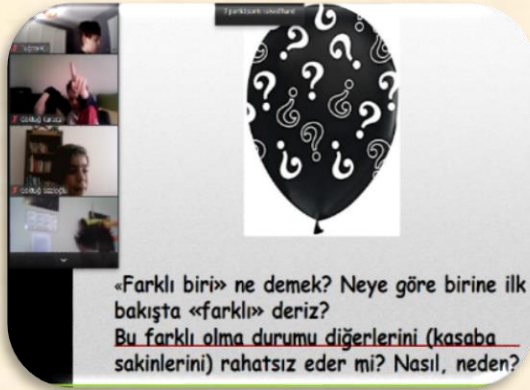 «Farklı biri» ne demek? Neye göre birine ilk
bakışta «farklı» deriz?
Bu farklı olma durumu diğerlerini (kasaba
sakinlerini) rahatsız eder mi? Nasıl, neden?